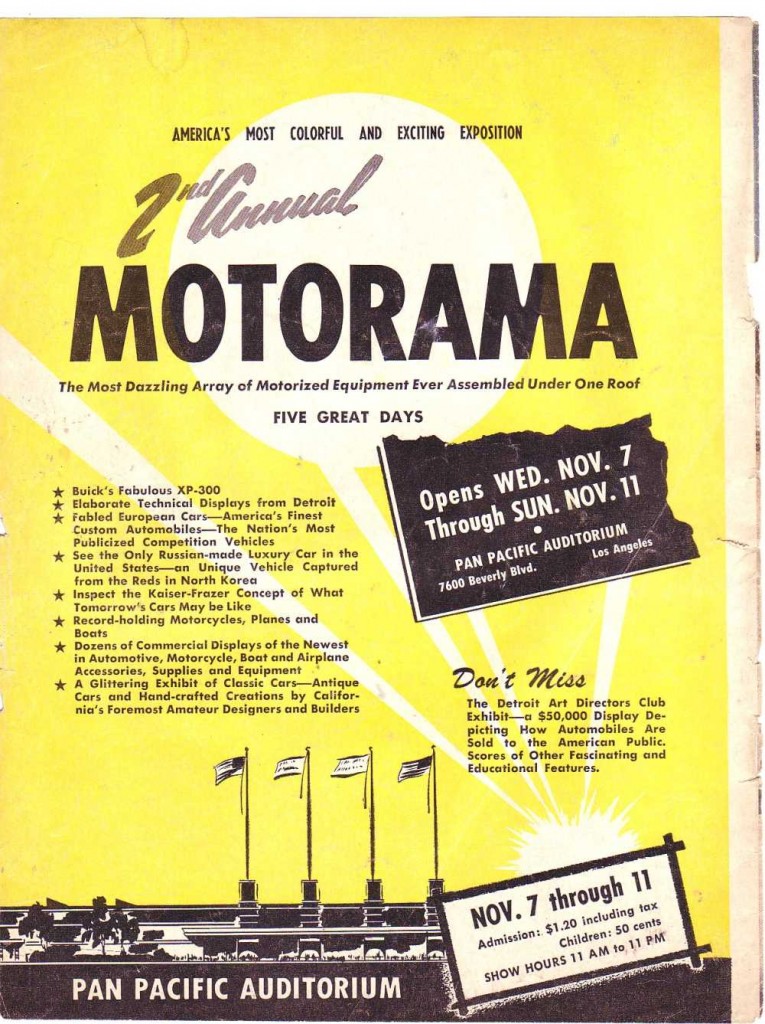 AMERICA'S MOST COLORFUL AND EXCITING EXPOSITION
2nd Annual
MOTORAMA
The Most Dazzling Array of Motorized Equipment Ever Assembled Under One Roof
FIVE GREAT DAYS
Opens WED. NOV. 7
Through SUN. NOV. 11
•
PAN PACIFIC AUDITORIUM
7600 Beverly Blvd. Los Angeles
★ Buick's Fabulous XP-300
★ Elaborate Technical Displays from Detroit
★ Fabled European Cars—America's Finest
Custom Automobiles—The Nation's Most
Publicized Competition Vehicles
★ See the Only Russian-made Luxury Car in the
United States—an Unique Vehicle Captured
from the Reds in North Korea
★ Inspect the Kaiser-Frazer Concept of What
Tomorrow's Cars May be Like
★ Record-holding Motorcycles, Planes and
Boats
★ Dozens of Commercial Displays of the Newest
in Automotive, Motorcycle, Boat and Airplane
Accessories, Supplies and Equipment
★ A Glittering Exhibit of Classic Cars—Antique
Cars and Hand-crafted Creations by Califor-
nia's Foremost Amateur Designers and Builders
Don't Miss
The Detroit Art Directors Club
Exhibit—a $50,000 Display De-
picting How Automobiles Are
Sold to the American Public.
Scores of Other Fascinating and
Educational Features.
NOV. 7 through 11
Admission: $1.20 including tax
Children: 50 cents
SHOW HOURS 11 AM to 11 PM
PAN PACIFIC AUDITORIUM